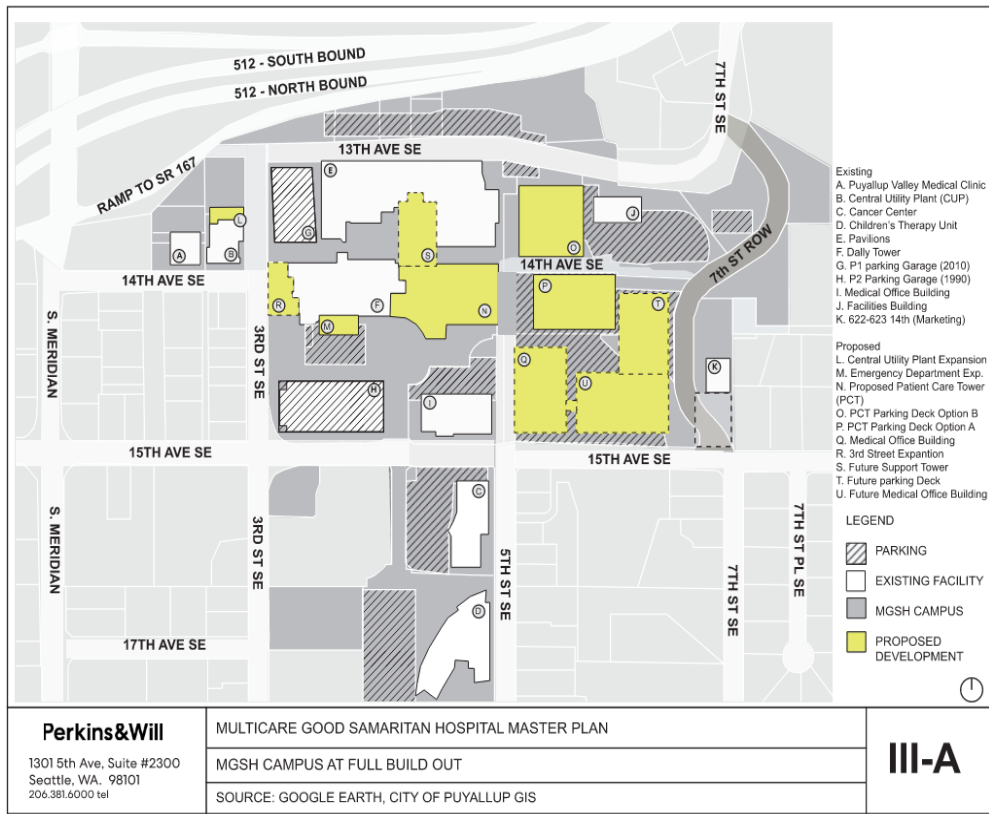 512 - SOUTH BOUND
512 - NORTH BOUND
RAMP TO SR 167
13TH AVE SE
7TH ST SE
7th ST ROW
14TH AVE SE
14TH AVE SE
S. MERIDIAN
3RD ST SE
15TH AVE SE
15TH AVE SE
S. MERIDIAN
3RD ST SE
5TH ST SE
7TH ST SE
7TH ST PL SE
17TH AVE SE
A
B
L
G
E
S
O
J
R
M
F
N
P
T
H
I
Q
U
K
C
D
Existing
A. Puyallup Valley Medical Clinic
B. Central Utility Plant (CUP)
C. Cancer Center
D. Children's Therapy Unit
E. Pavilions
F. Dally Tower
G. P1 parking Garage (2010)
H. P2 Parking Garage (1990)
I. Medical Office Building
J. Facilities Building
K. 622-623 14th (Marketing)
Proposed
L. Central Utility Plant Expansion
M. Emergency Department Exp.
N. Proposed Patient Care Tower
(PCT)
O. PCT Parking Deck Option B
P. PCT Parking Deck Option A
Q. Medical Office Building
R. 3rd Street Expantion
S. Future Support Tower
T. Future parking Deck
U. Future Medical Office Building
LEGEND
PARKING
EXISTING FACILITY
MGSH CAMPUS
PROPOSED
DEVELOPMENT
Perkins&Will
1301 5th Ave, Suite #2300
Seattle, WA. 98101
206.381.6000 tel
MULTICARE GOOD SAMARITAN HOSPITAL MASTER PLAN
MGSH CAMPUS AT FULL BUILD OUT
SOURCE: GOOGLE EARTH, CITY OF PUYALLUP GIS
III-A